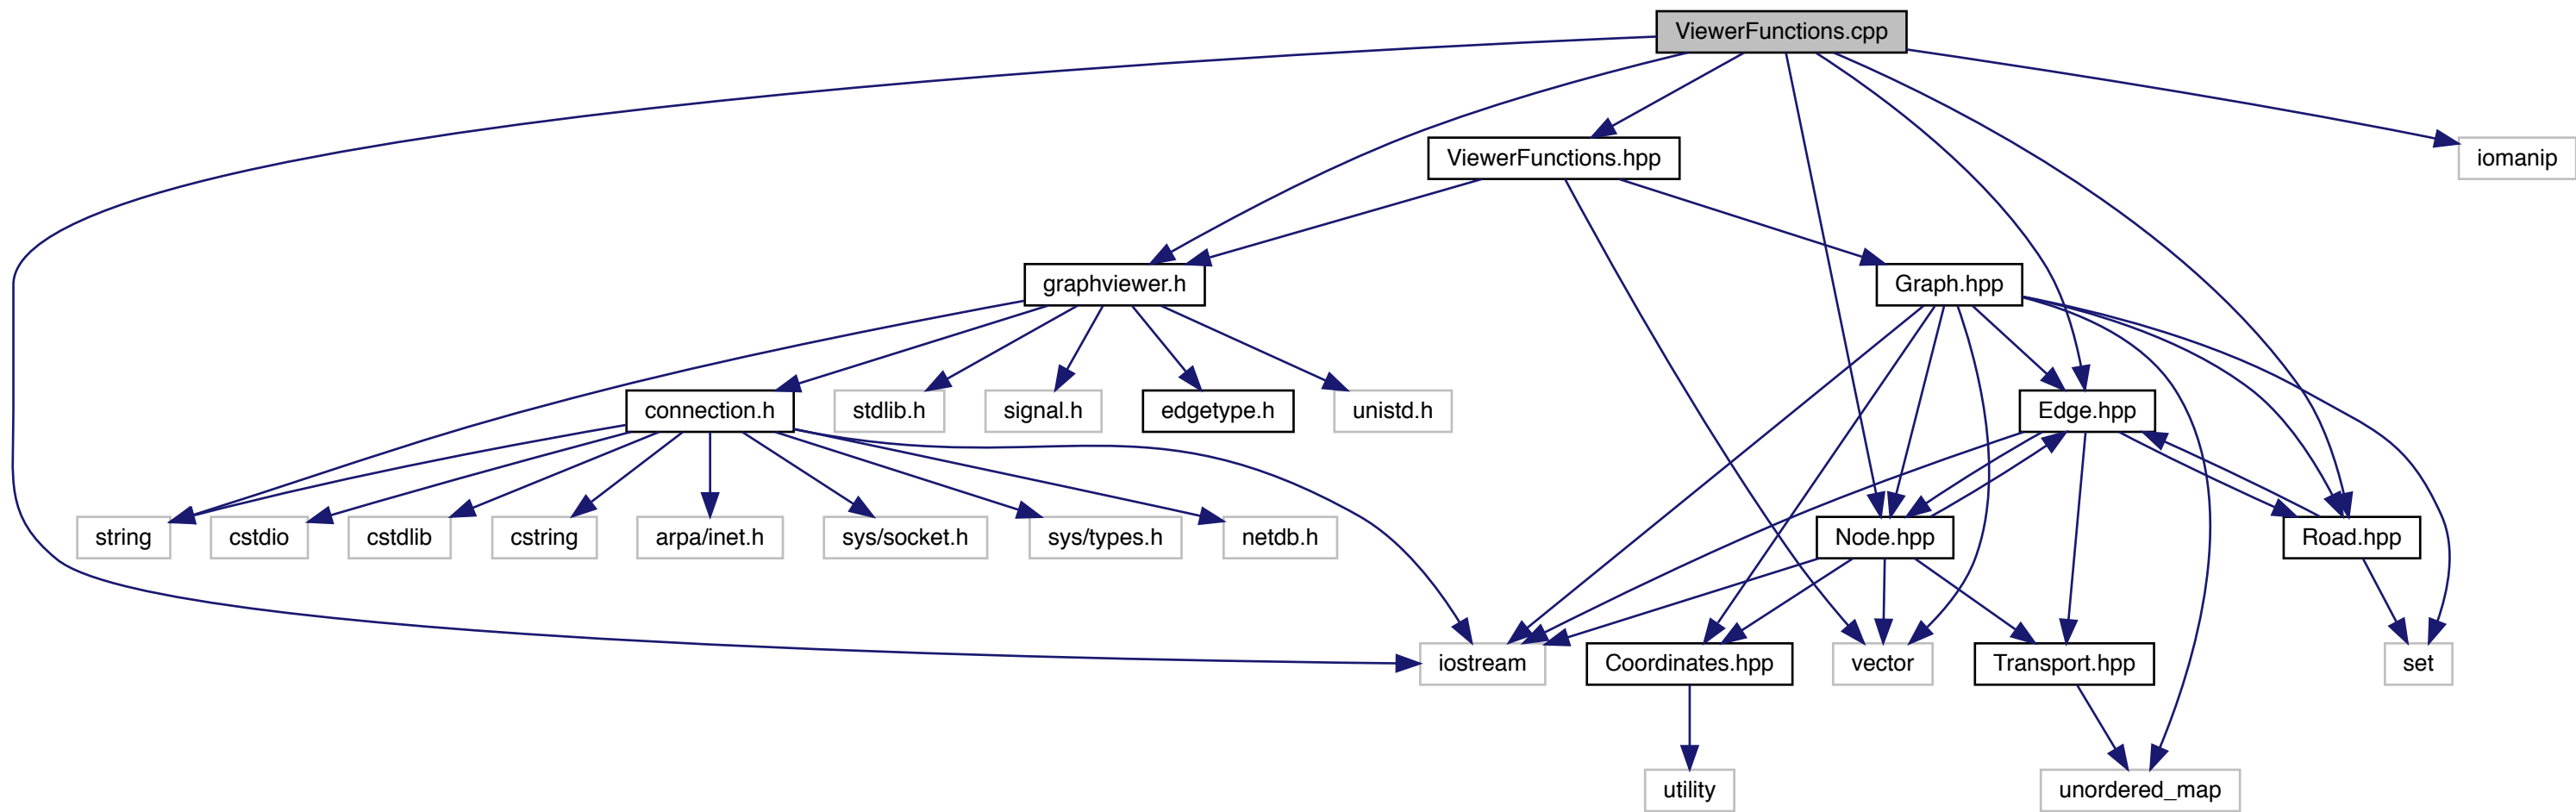 ViewerFunctions.cpp
ViewerFunctions.hpp
iomanip
graphviewer.h
Graph.hpp
connection.h
stdlib.h
signal.h
edgetype.h
unistd.h
Edge.hpp
string
cstdio
cstdlib
cstring
arpa/inet.h
sys/socket.h
sys/types.h
netdb.h
Node.hpp
Road.hpp
iostream
Coordinates.hpp
vector
Transport.hpp
set
utility
unordered_map